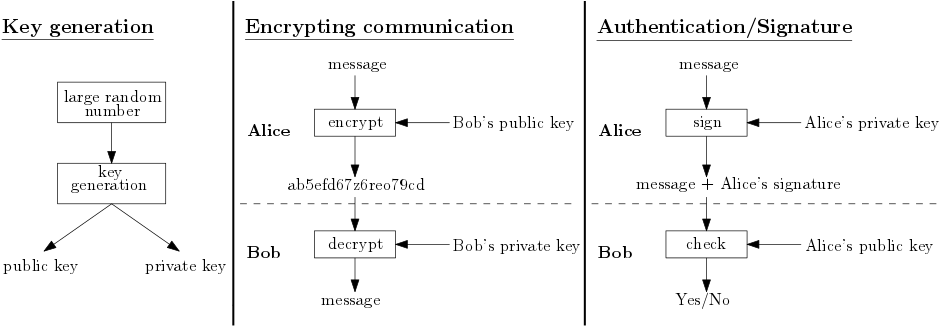 Key generation
large random
number
key
generation
public key
private key
Encrypting communication
message
Alice
encrypt
Bob's public key
ab5efd67z6reo79cd
Bob
decrypt
Bob's private key
message
Authentication/Signature
message
Alice
sign
Alice's private key
message + Alice's signature
Bob
check
Alice's public key
Yes/No